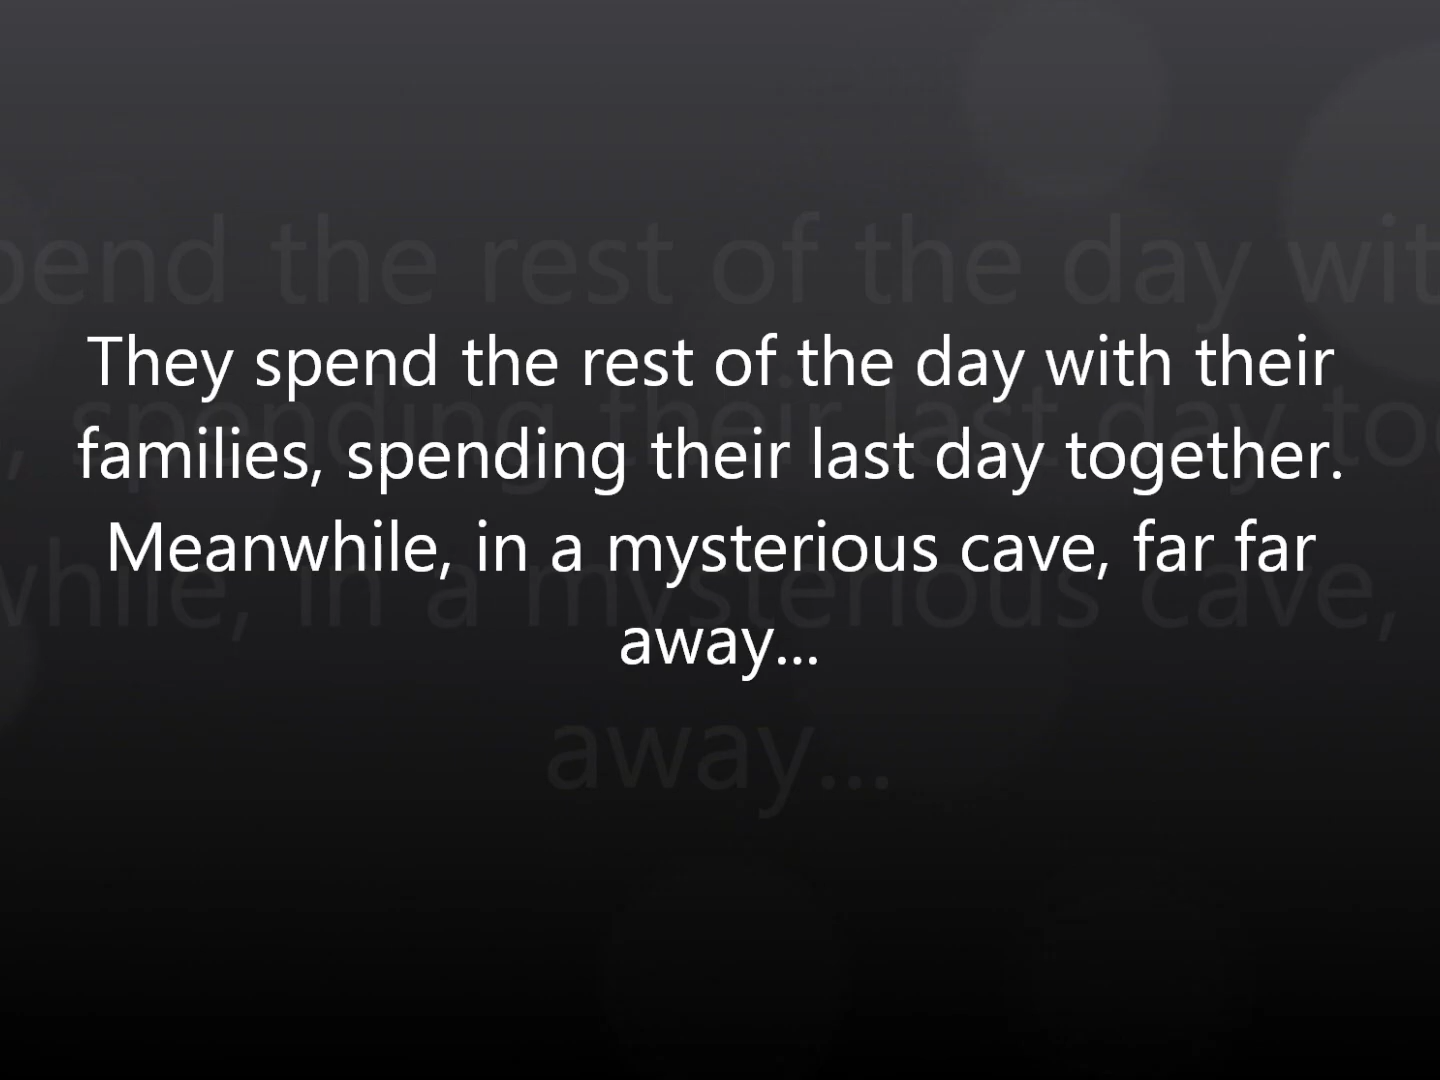 They spend the rest of the day with their
families, spending their last day together.
Meanwhile, in a mysterious cave, far far
away...